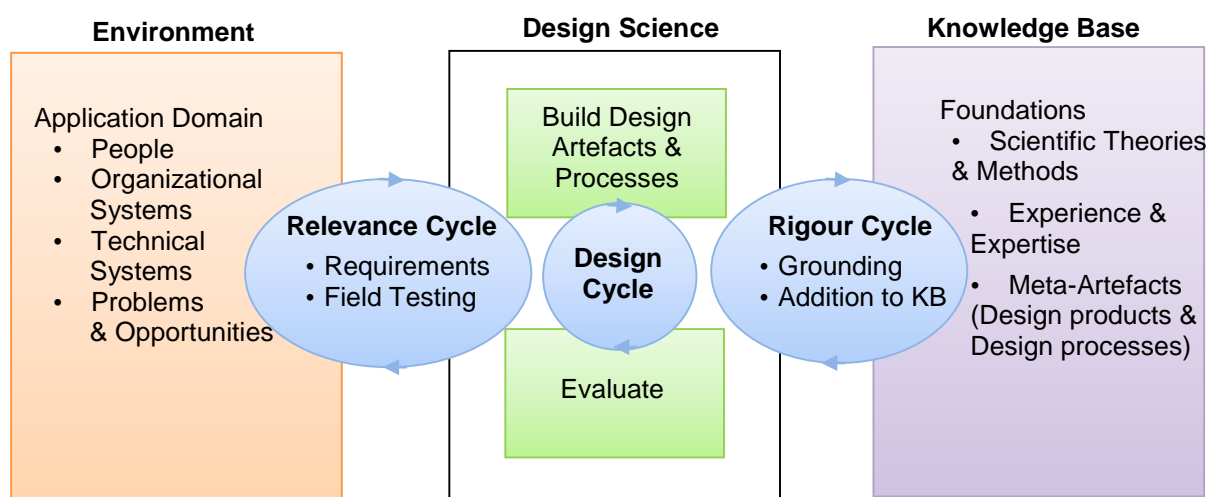 Environment
Design Science
Knowledge Base
Application Domain
• People
• Organizational
Systems
• Technical
Systems
• Problems
& Opportunities
Relevance Cycle
• Requirements
• Field Testing
Build Design
Artefacts &
Processes
Design
Cycle
Evaluate
Rigour Cycle
• Grounding
• Addition to KB
Foundations
• Scientific Theories
& Methods
• Experience &
Expertise
• Meta-Artefacts
(Design products &
Design processes)